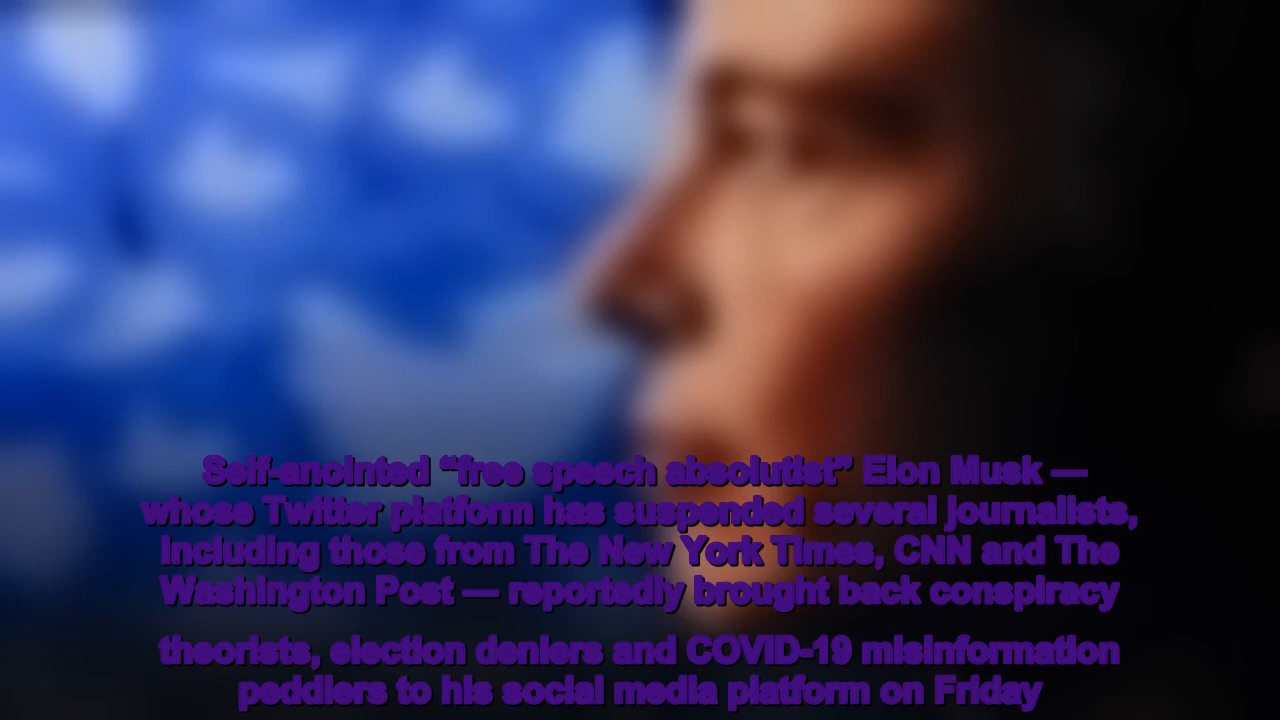 Self-anointed “free speech absolutist” Elon Musk —
whose Twitter platform has suspended several journalists,
including those from The New York Times, CNN and The
Washington Post — reportedly brought back conspiracy
theorists, election deniers and COVID-19 misinformation
peddlers to his social media platform on Friday